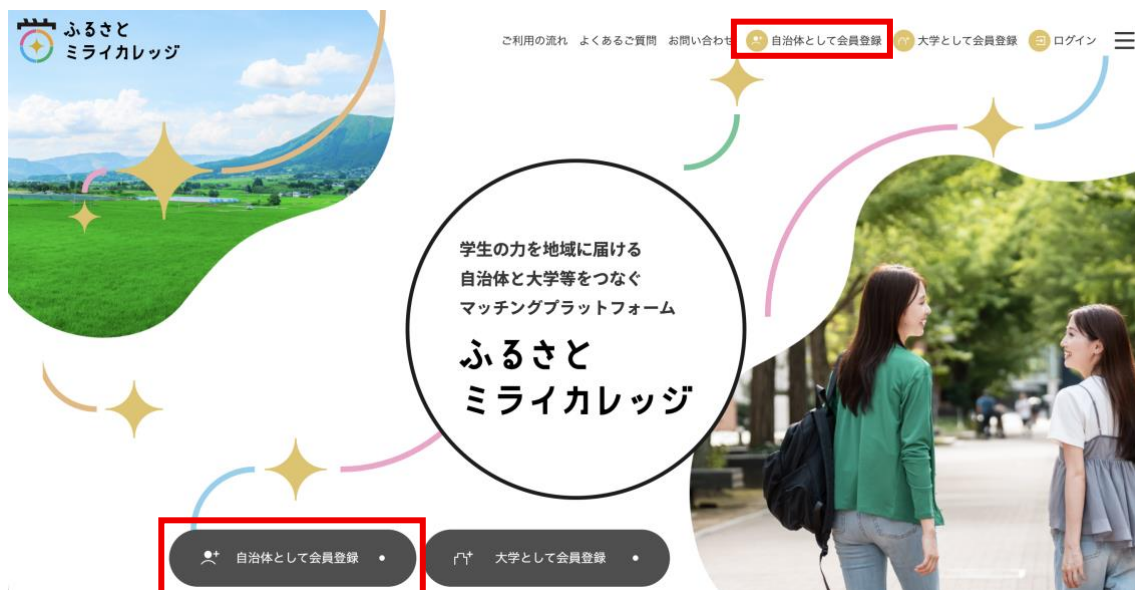 ふるさと
ミライカレッジ
ご利用の流れ よくあるご質問 お問い合わせ 自治体として会員登録 大学として会員登録 ログイン
学生の力を地域に届ける
自治体と大学等をつなぐ
マッチングプラットフォーム
ふるさと
ミライカレッジ
自治体として会員登録 大学として会員登録